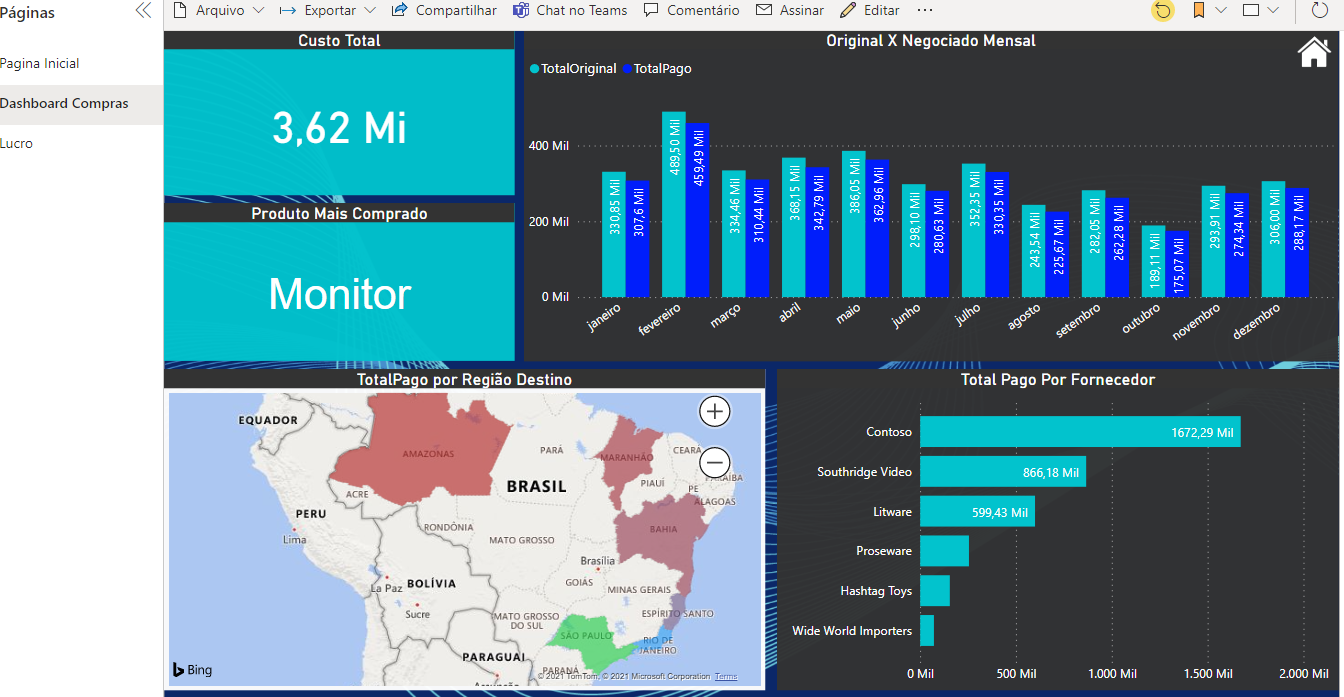 Páginas
Arquivo
Exportar
Compartilhar
Chat no Teams
Comentário
Assinar
Editar
Pagina Inicial
Dashboard Compras
Lucro
Custo Total
3,62 Mi
Produto Mais Comprado
Monitor
Original X Negociado Mensal
TotalOriginal
TotalPago
400 Mil
200 Mil
0 Mil
330,85 Mil
307,6 Mil
489,50 Mil
459,49 Mil
334,46 Mil
310,44 Mil
368,15 Mil
342,79 Mil
386,05 Mil
362,96 Mil
298,10 Mil
280,63 Mil
352,35 Mil
330,35 Mil
243,54 Mil
225,67 Mil
282,05 Mil
262,28 Mil
189,11 Mil
175,07 Mil
293,91 Mil
274,34 Mil
306,00 Mil
288,17 Mil
janeiro
fevereiro
março
abril
maio
junho
julho
agosto
setembro
outubro
novembro
dezembro
TotalPago por Região Destino
EQUADOR
AMAZONAS
PARÁ
MARANHÃO
CEARÁ
PARAÍBA
PIAUÍ
PE
ALAGOAS
BRASIL
ACRE
PERU
Lima
RONDÔNIA
MATO GROSSO
BAHIA
Brasília
GOIÁS
MINAS GERAIS
La Paz
BOLÍVIA
Sucre
ESPÍRITO SANTO
MATO GROSSO
DO SUL
SÃO PAULO
RIO DE
JANEIRO
PARAGUAI
PARANÁ
Bing
© 2021 TomTom, © 2021 Microsoft Corporation
Terms
Total Pago Por Fornecedor
Contoso
1672,29 Mil
Southridge Video
866,18 Mil
Litware
599,43 Mil
Proseware
Hashtag Toys
Wide World Importers
0 Mil
500 Mil
1.000 Mil
1.500 Mil
2.000 Mil